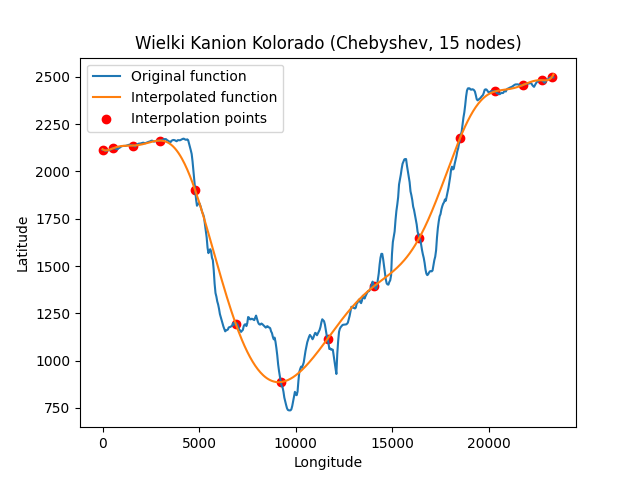 Wielki Kanion Kolorado (Chebyshev, 15 nodes)
Original function
Interpolated function
Interpolation points
2500
2250
2000
1750
1500
1250
1000
750
Latitude
0 5000 10000 15000 20000
Longitude